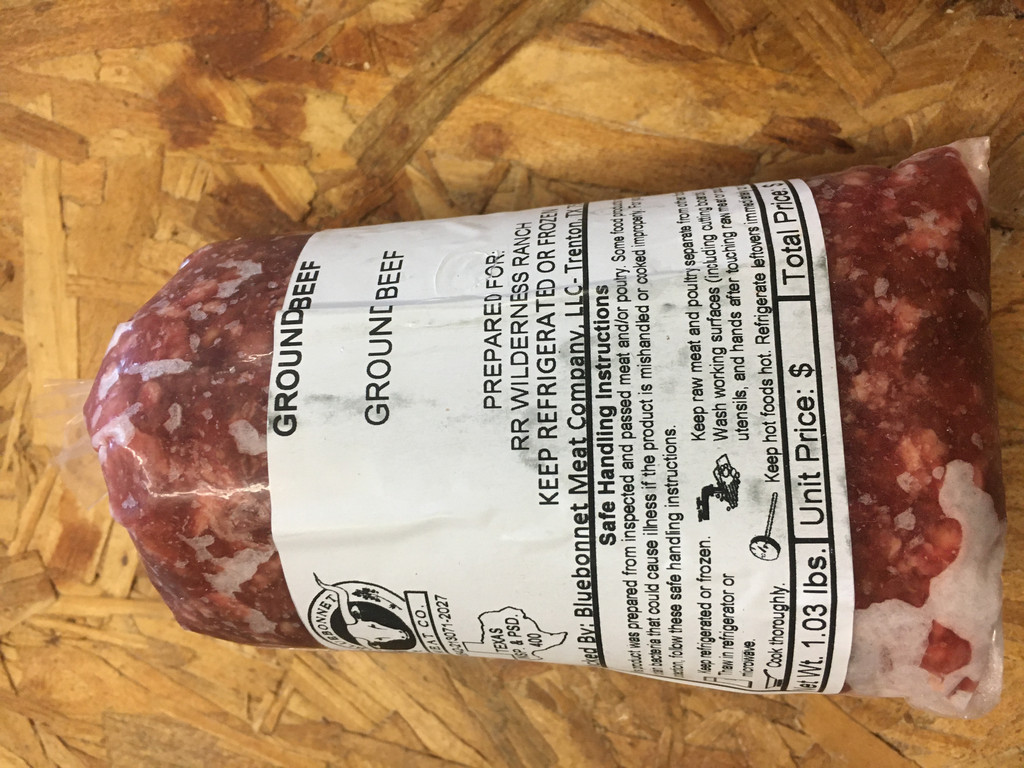 GROUND BEEF
GROUND BEEF
PREPARED FOR:
RR WILDERNESS RANCH
KEEP REFRIGERATED OR FROZEN
MEAT CO.
TEXAS
& PSD.
400
Bluebonnet Meat Company, LLC- Trenton, TX
Safe Handling Instructions
product was prepared from inspected and passed meat and/or poultry. Some food products
bacteria that could cause illness if the product is mishandled or cooked improperly. For
follow these safe handling instructions.
Keep refrigerated or frozen.
Thaw in refrigerator or
microwave.
Keep raw meat and poultry separate from
Wash working surfaces (including cutting
utensils, and hands after touching raw meat
Cook thoroughly.
Keep hot foods hot. Refrigerate leftovers immediately
Wt. 1.03 lbs. Unit Price: $ Total Price: $